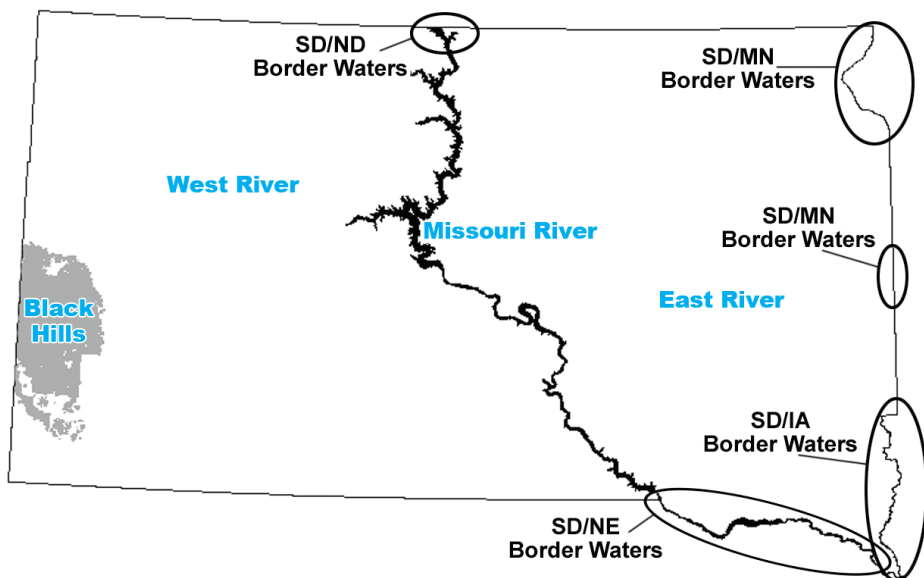 SD/ND
Border Waters
SD/MN
Border Waters
West River
Missouri River
SD/MN
Border Waters
East River
Black
Hills
SD/IA
Border Waters
SD/NE
Border Waters